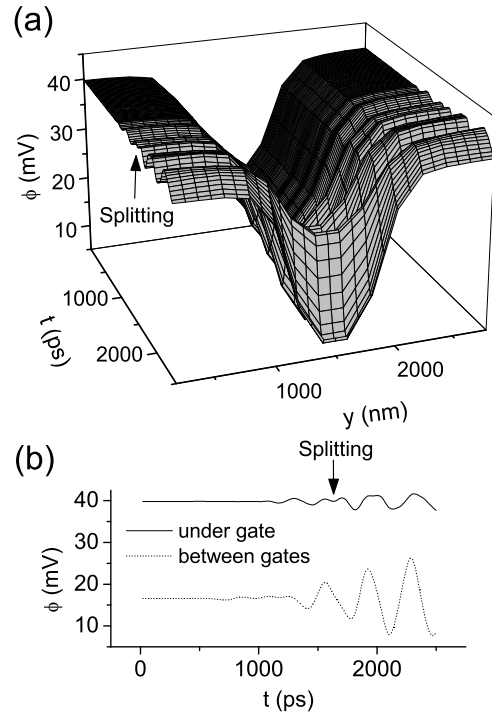 (a)
40
30
20
10
ϕ (mV)
Splitting
1000
2000
t (ps)
1000
2000
y (nm)
(b)
Splitting
40
30
20
10
ϕ (mV)
under gate
between gates
0
1000
2000
t (ps)